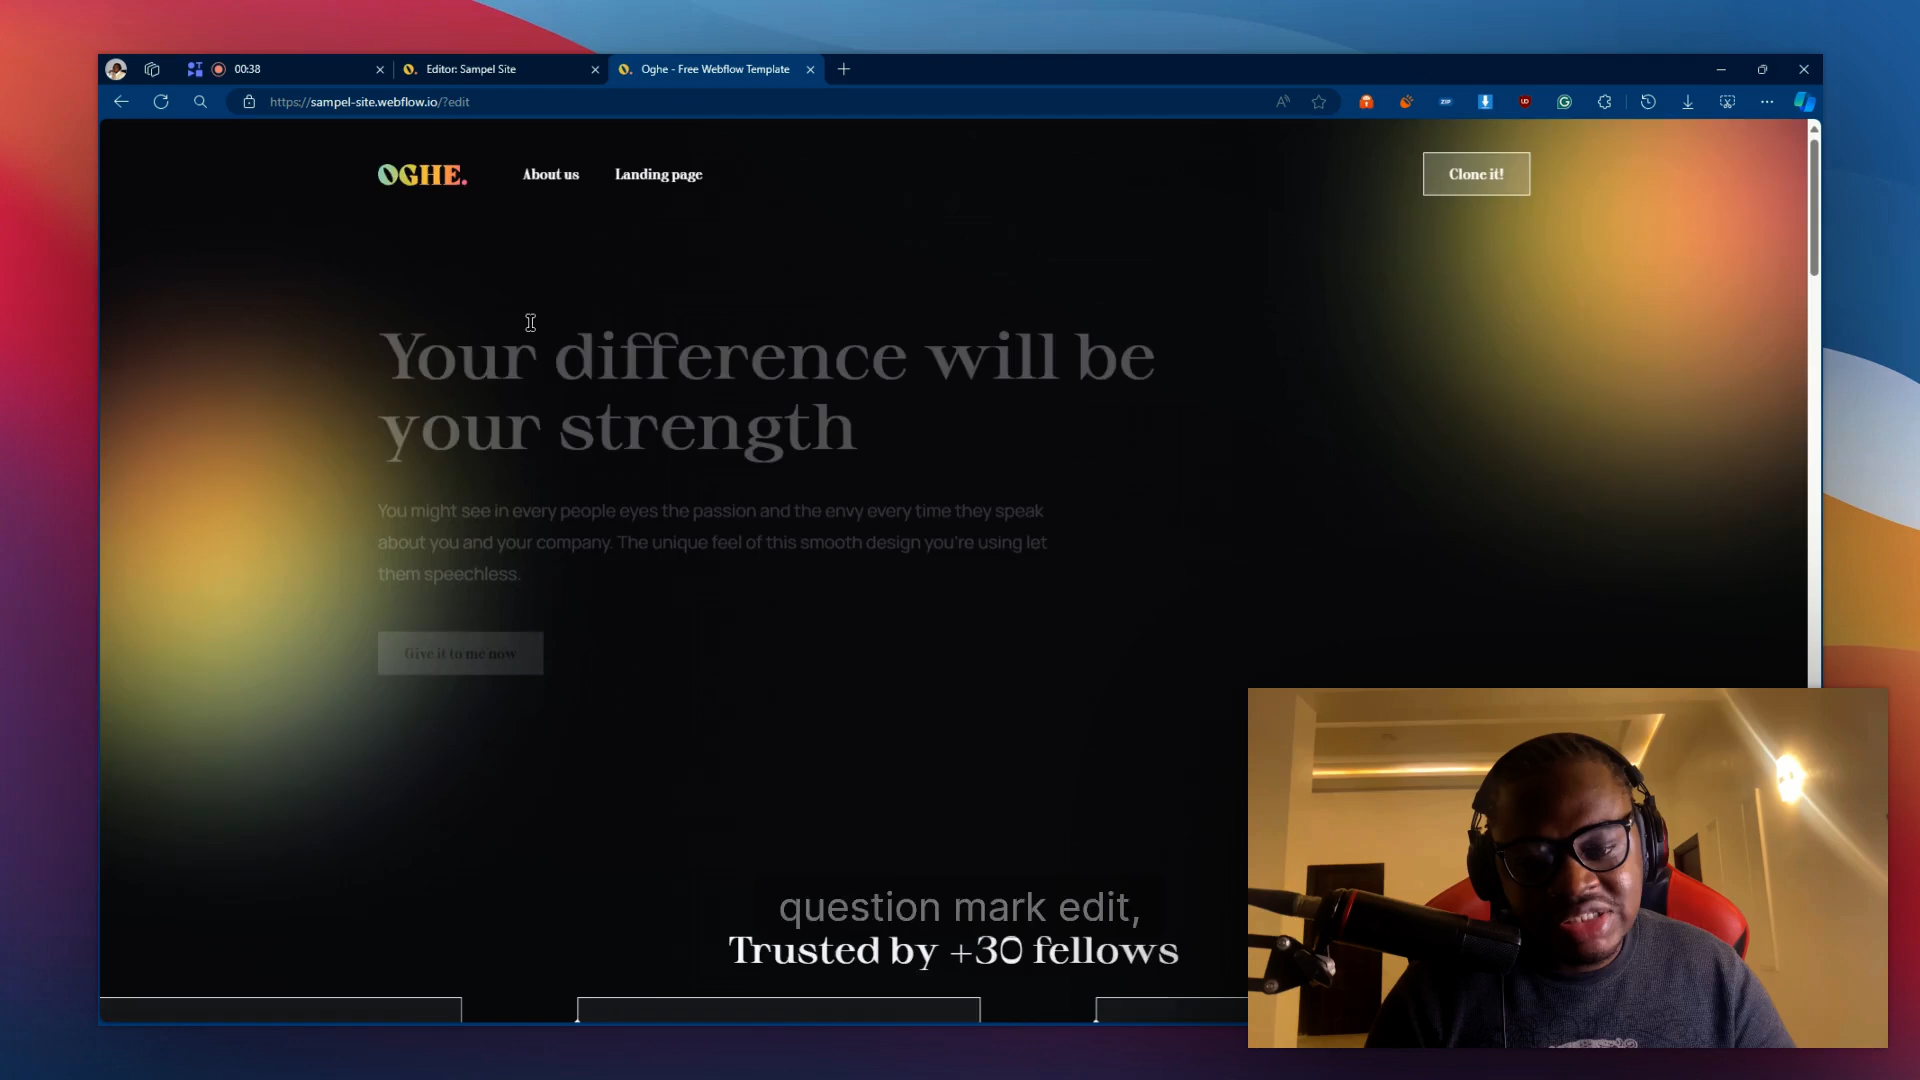 00:38
Editor: Sampel Site
Oghe - Free Webflow Template
https://sampel-site.webflow.io/?edit
ZIP
OGHE.
About us
Landing page
Clone it!
Your difference will be
your strength
You might see in every people eyes the passion and the envy every time they speak
about you and your company. The unique feel of this smooth design you're using let
them speechless.
Give it to me now
question mark edit,
Trusted by +30 fellows